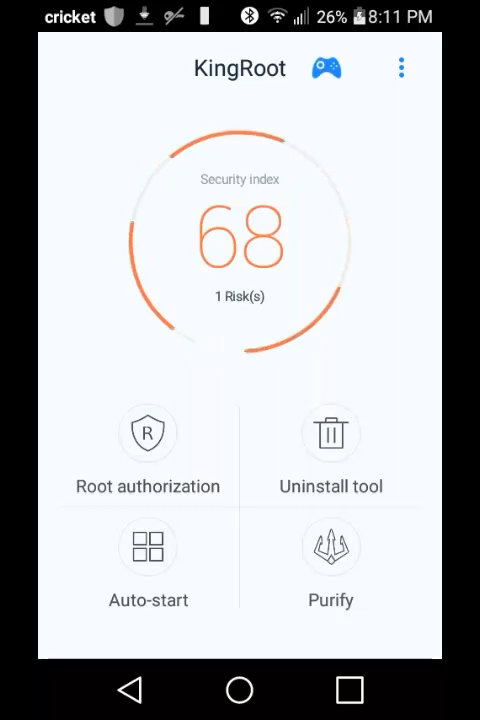 cricket 26% 8:11 PM
KingRoot
Security index
68
1 Risk(s)
R
Root authorization
Uninstall tool
Auto-start
Purify